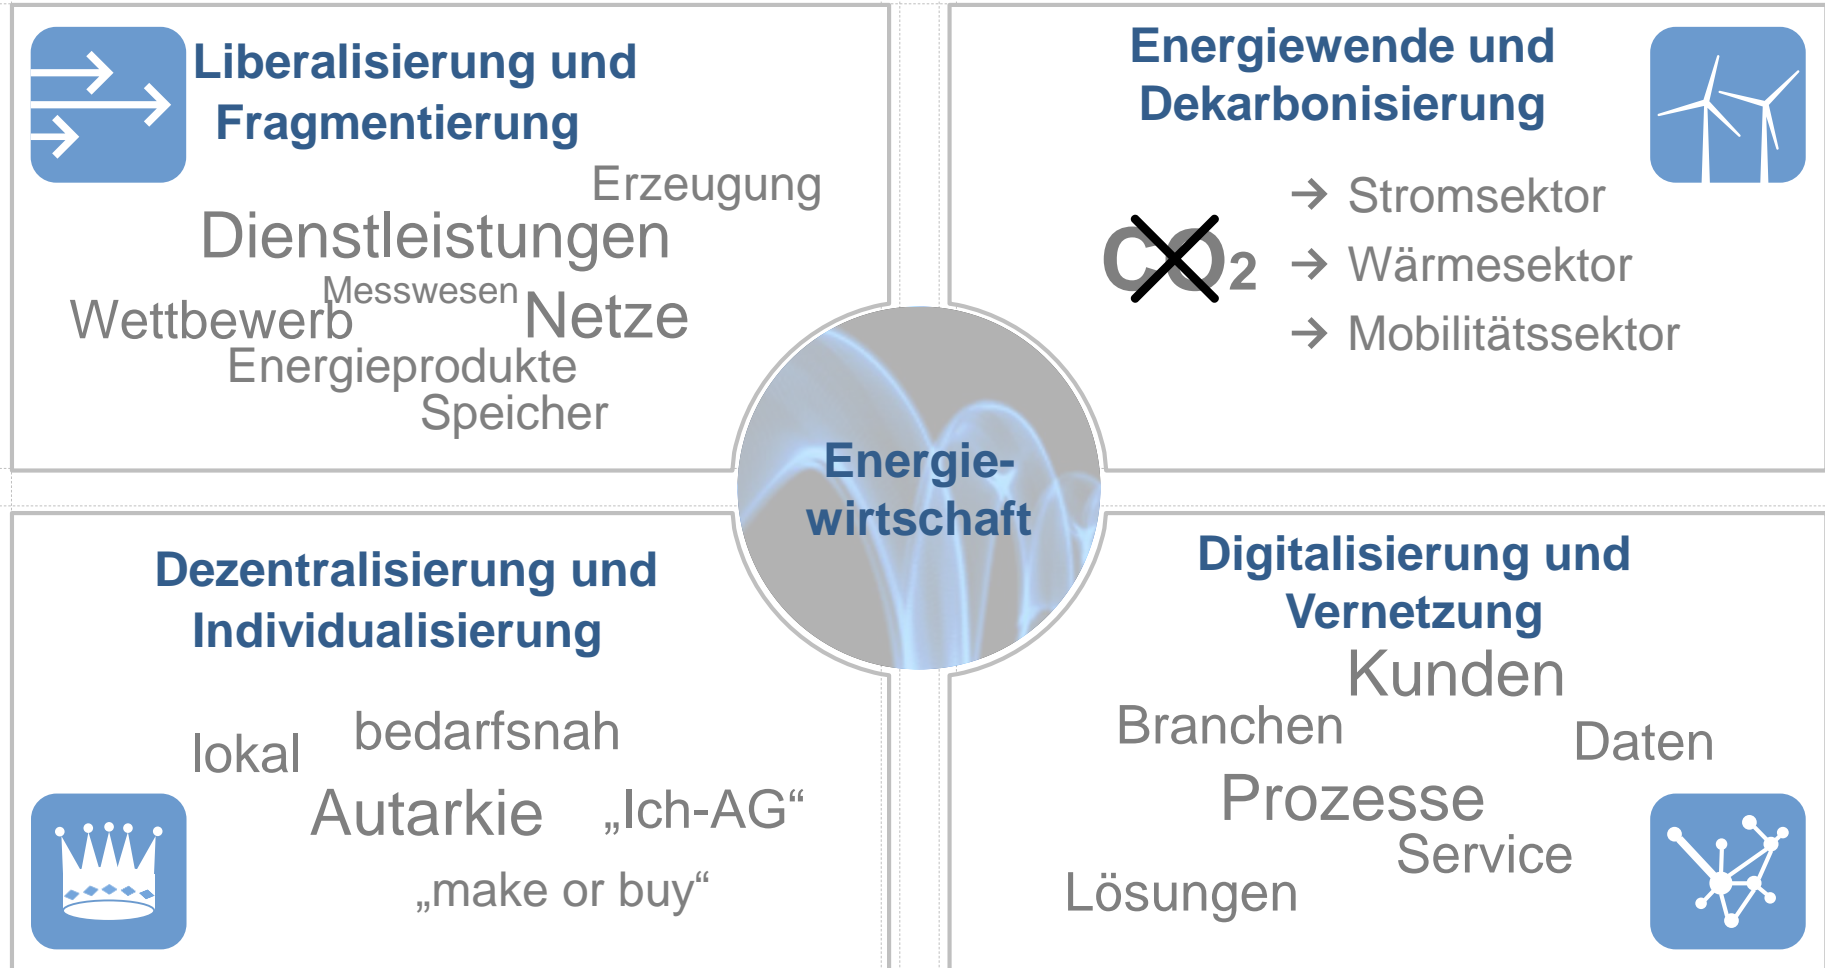 Liberalisierung und
Fragmentierung
Erzeugung
Dienstleistungen
Messwesen
Wettbewerb
Netze
Energieprodukte
Speicher
Energiewende und
Dekarbonisierung
CO2
→ Stromsektor
→ Wärmesektor
→ Mobilitätssektor
Energie-
wirtschaft
Dezentralisierung und
Individualisierung
bedarfsnah
lokal
Autarkie
„Ich-AG“
„make or buy“
Digitalisierung und
Vernetzung
Kunden
Branchen
Daten
Prozesse
Service
Lösungen